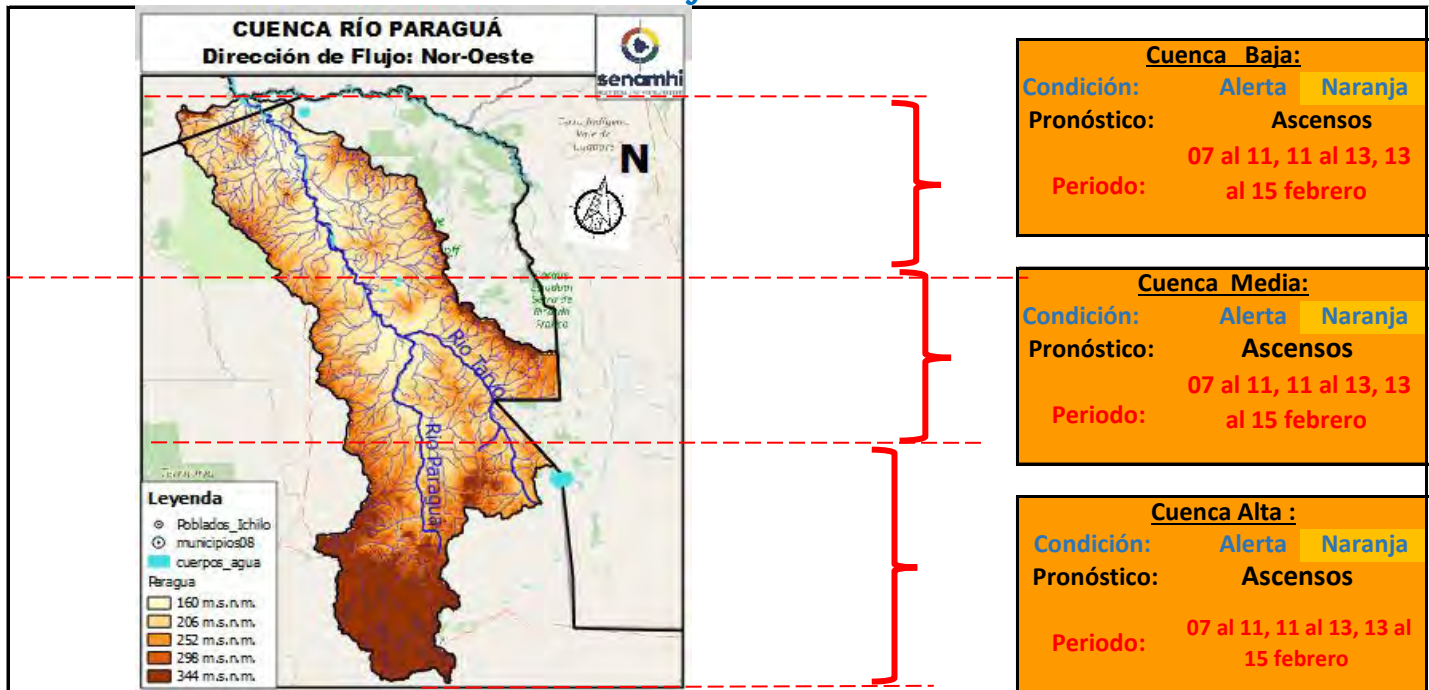 CUENCA RÍO PARAGUÁ
Dirección de Flujo: Nor-Oeste
senamhi
N
Río Tarvo
Río Paraguá
Leyenda
Poblados_Ichilo
municipios08
cuerpos_agua
Paragua
160 m.s.n.m.
206 m.s.n.m.
252 m.s.n.m.
298 m.s.n.m.
344 m.s.n.m.
Cuenca Baja:
Condición: Alerta Naranja
Pronóstico: Ascensos
07 al 11, 11 al 13, 13
Periodo: al 15 febrero
Cuenca Media:
Condición: Alerta Naranja
Pronóstico: Ascensos
07 al 11, 11 al 13, 13
Periodo: al 15 febrero
Cuenca Alta :
Condición: Alerta Naranja
Pronóstico: Ascensos
07 al 11, 11 al 13, 13 al
Periodo: 15 febrero